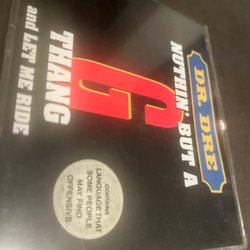 DR. DRE
NUTHIN' BUT A
G
THANG
and LET ME RIDE
CONTAINS
LANGUAGE THAT
SOME PEOPLE
MAY FIND
OFFENSIVE